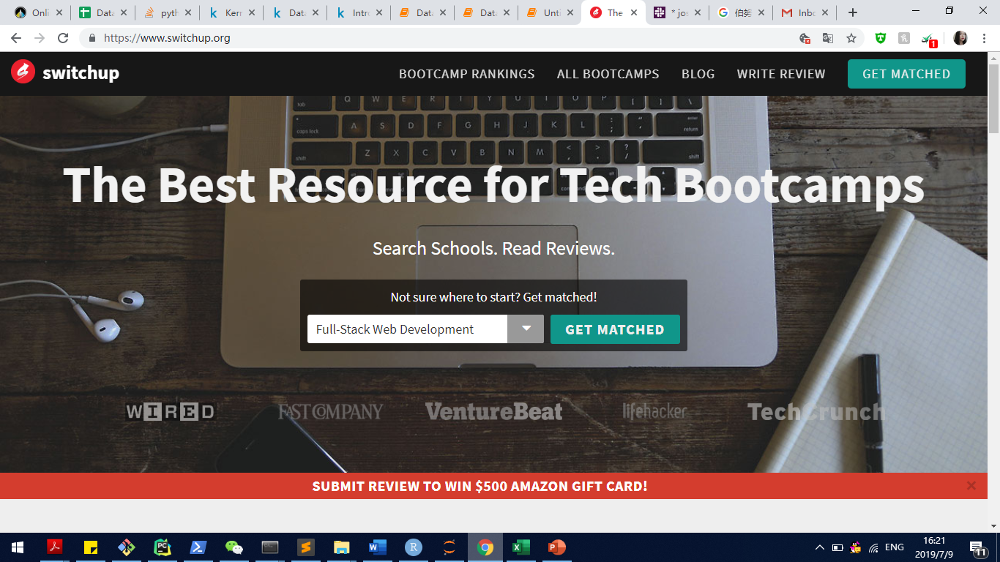 Onli
Data
pyth
Kern
Data
Intro
Data
Data
Unti
The
* jos
Inbo
https://www.switchup.org
1
switchup
BOOTCAMP RANKINGS
ALL BOOTCAMPS
BLOG
WRITE REVIEW
GET MATCHED
The Best Resource for Tech Bootcamps
Search Schools. Read Reviews.
Not sure where to start? Get matched!
Full-Stack Web Development
GET MATCHED
WIRED
FAST COMPANY
VentureBeat
lifehacker
TechCrunch
SUBMIT REVIEW TO WIN $500 AMAZON GIFT CARD!
ENG
16:21
2019/7/9
11